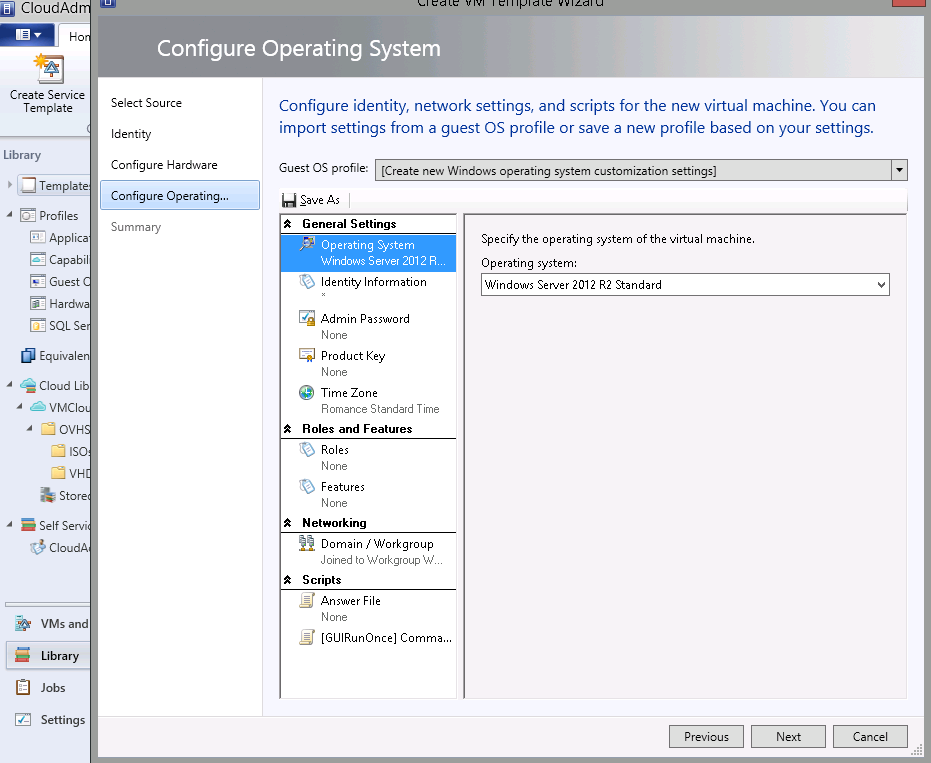 CloudAdm
Create VM Template Wizard
Hom
Create Service
Template
Library
Templates
Profiles
Applica
Capabili
Guest O
Hardwa
SQL Ser
Equivalen
Cloud Lib
VMClou
OVHS
ISOs
VHD
Stored
Self Servic
CloudAd
VMs and
Library
Jobs
Settings
Configure Operating System
Select Source
Identity
Configure Hardware
Configure Operating...
Summary
Configure identity, network settings, and scripts for the new virtual machine. You can
import settings from a guest OS profile or save a new profile based on your settings.
Guest OS profile: [Create new Windows operating system customization settings]
Save As
General Settings
Operating System
Windows Server 2012 R...
Identity Information
*
Admin Password
None
Product Key
None
Time Zone
Romance Standard Time
Roles and Features
Roles
None
Features
None
Networking
Domain / Workgroup
Joined to Workgroup W...
Scripts
Answer File
None
[GUIRunOnce] Comma...
Specify the operating system of the virtual machine.
Operating system:
Windows Server 2012 R2 Standard
Previous Next Cancel